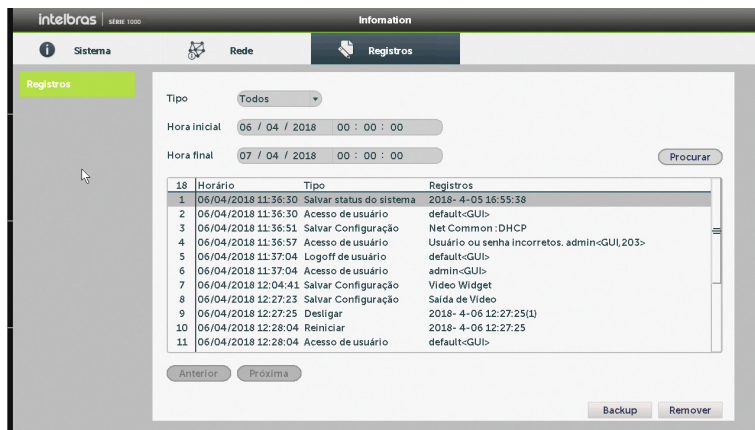 intelbras SÉRIE 1000
Infornation
Sistema
Rede
Registros
Registros
Tipo Todos
Hora inicial 06 / 04 / 2018 00 : 00 : 00
Hora final 07 / 04 / 2018 00 : 00 : 00
Procurar
18 Horário Tipo Registros
1 06/04/2018 11:36:30 Salvar status do sistema 2018- 4-05 16:55:38
2 06/04/2018 11:36:30 Acesso de usuário default<GUI>
3 06/04/2018 11:36:51 Salvar Configuração Net Common :DHCP
4 06/04/2018 11:36:57 Acesso de usuário Usuário ou senha incorretos. admin<GUI,203>
5 06/04/2018 11:37:04 Logoff de usuário default<GUI>
6 06/04/2018 11:37:04 Acesso de usuário admin<GUI>
7 06/04/2018 12:04:41 Salvar Configuração Video Widget
8 06/04/2018 12:27:23 Salvar Configuração Saída de Vídeo
9 06/04/2018 12:27:25 Desligar 2018- 4-06 12:27:25(1)
10 06/04/2018 12:28:04 Reiniciar 2018- 4-06 12:27:25
11 06/04/2018 12:28:04 Acesso de usuário default<GUI>
Anterior Próxima
Backup Remover